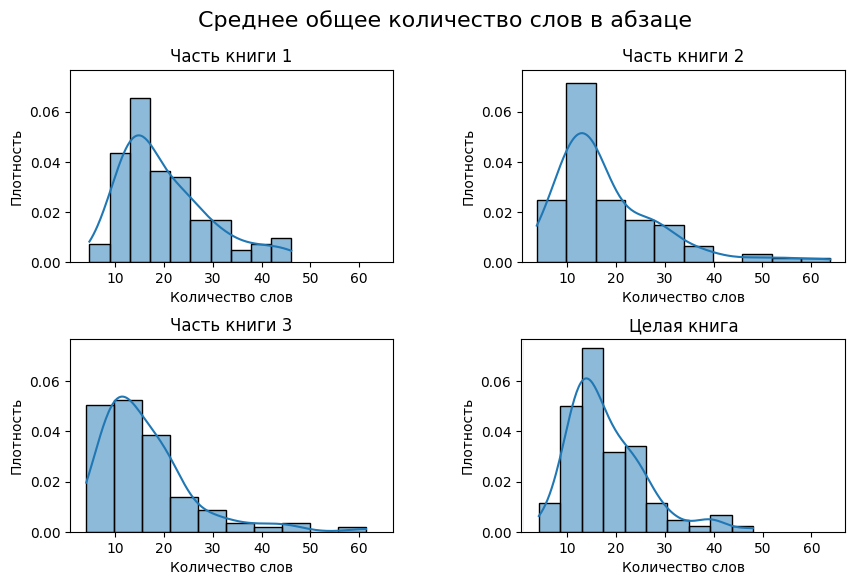 Среднее общее количество слов в абзаце
Часть книги 1
Плотность
0.06
0.04
0.02
0.00
10 20 30 40 50 60
Количество слов
Часть книги 2
Плотность
0.06
0.04
0.02
0.00
10 20 30 40 50 60
Количество слов
Часть книги 3
Плотность
0.06
0.04
0.02
0.00
10 20 30 40 50 60
Количество слов
Целая книга
Плотность
0.06
0.04
0.02
0.00
10 20 30 40 50 60
Количество слов